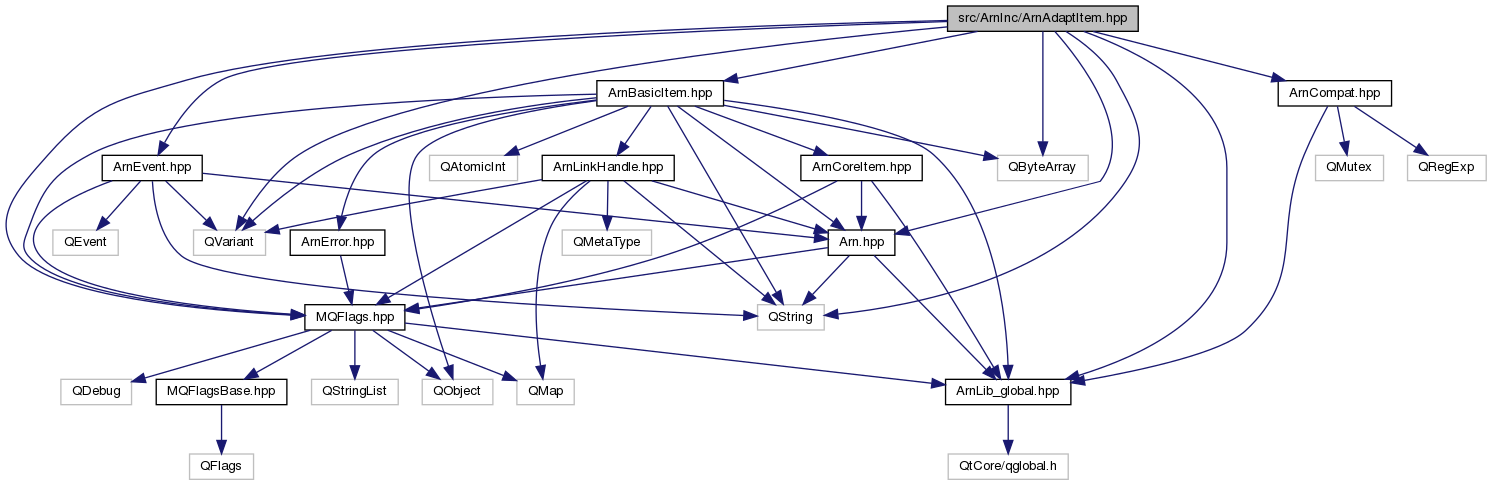 src/ArnInc/ArnAdaptItem.hpp
ArnBasicItem.hpp
ArnCompat.hpp
ArnEvent.hpp
QAtomicInt
ArnLinkHandle.hpp
ArnCoreItem.hpp
QByteArray
QMutex
QRegExp
QEvent
QVariant
ArnError.hpp
QMetaType
Arn.hpp
MQFlags.hpp
QString
QDebug
MQFlagsBase.hpp
QStringList
QObject
QMap
ArnLib_global.hpp
QFlags
QtCore/qglobal.h